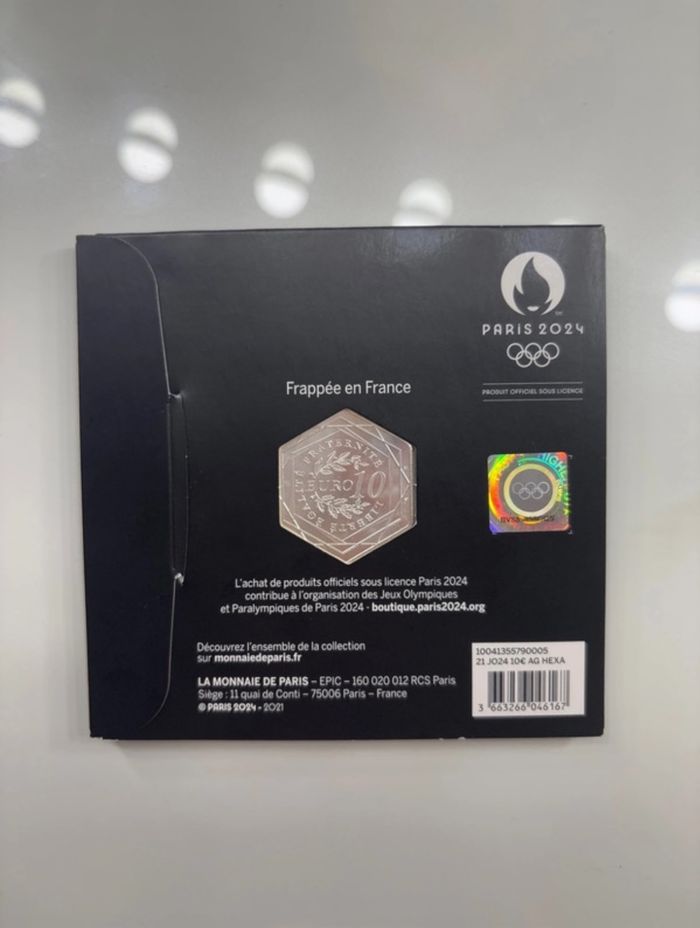 PARIS 2024
PRODUIT OFFICIEL SOUS LICENCE
Frappée en France
FRATERNITÉ
EURO 10
LIBERTÉ ÉGALITÉ
L'achat de produits officiels sous licence Paris 2024
contribue à l'organisation des Jeux Olympiques
et Paralympiques de Paris 2024 - boutique.paris2024.org
Découvrez l'ensemble de la collection
sur monnaiedeparis.fr
LA MONNAIE DE PARIS – EPIC – 160 020 012 RCS Paris
Siège : 11 quai de Conti – 75006 Paris – France
© PARIS 2024 - 2021
10041355790005
21 JO24 10€ AG HEXA
3 663266 046167